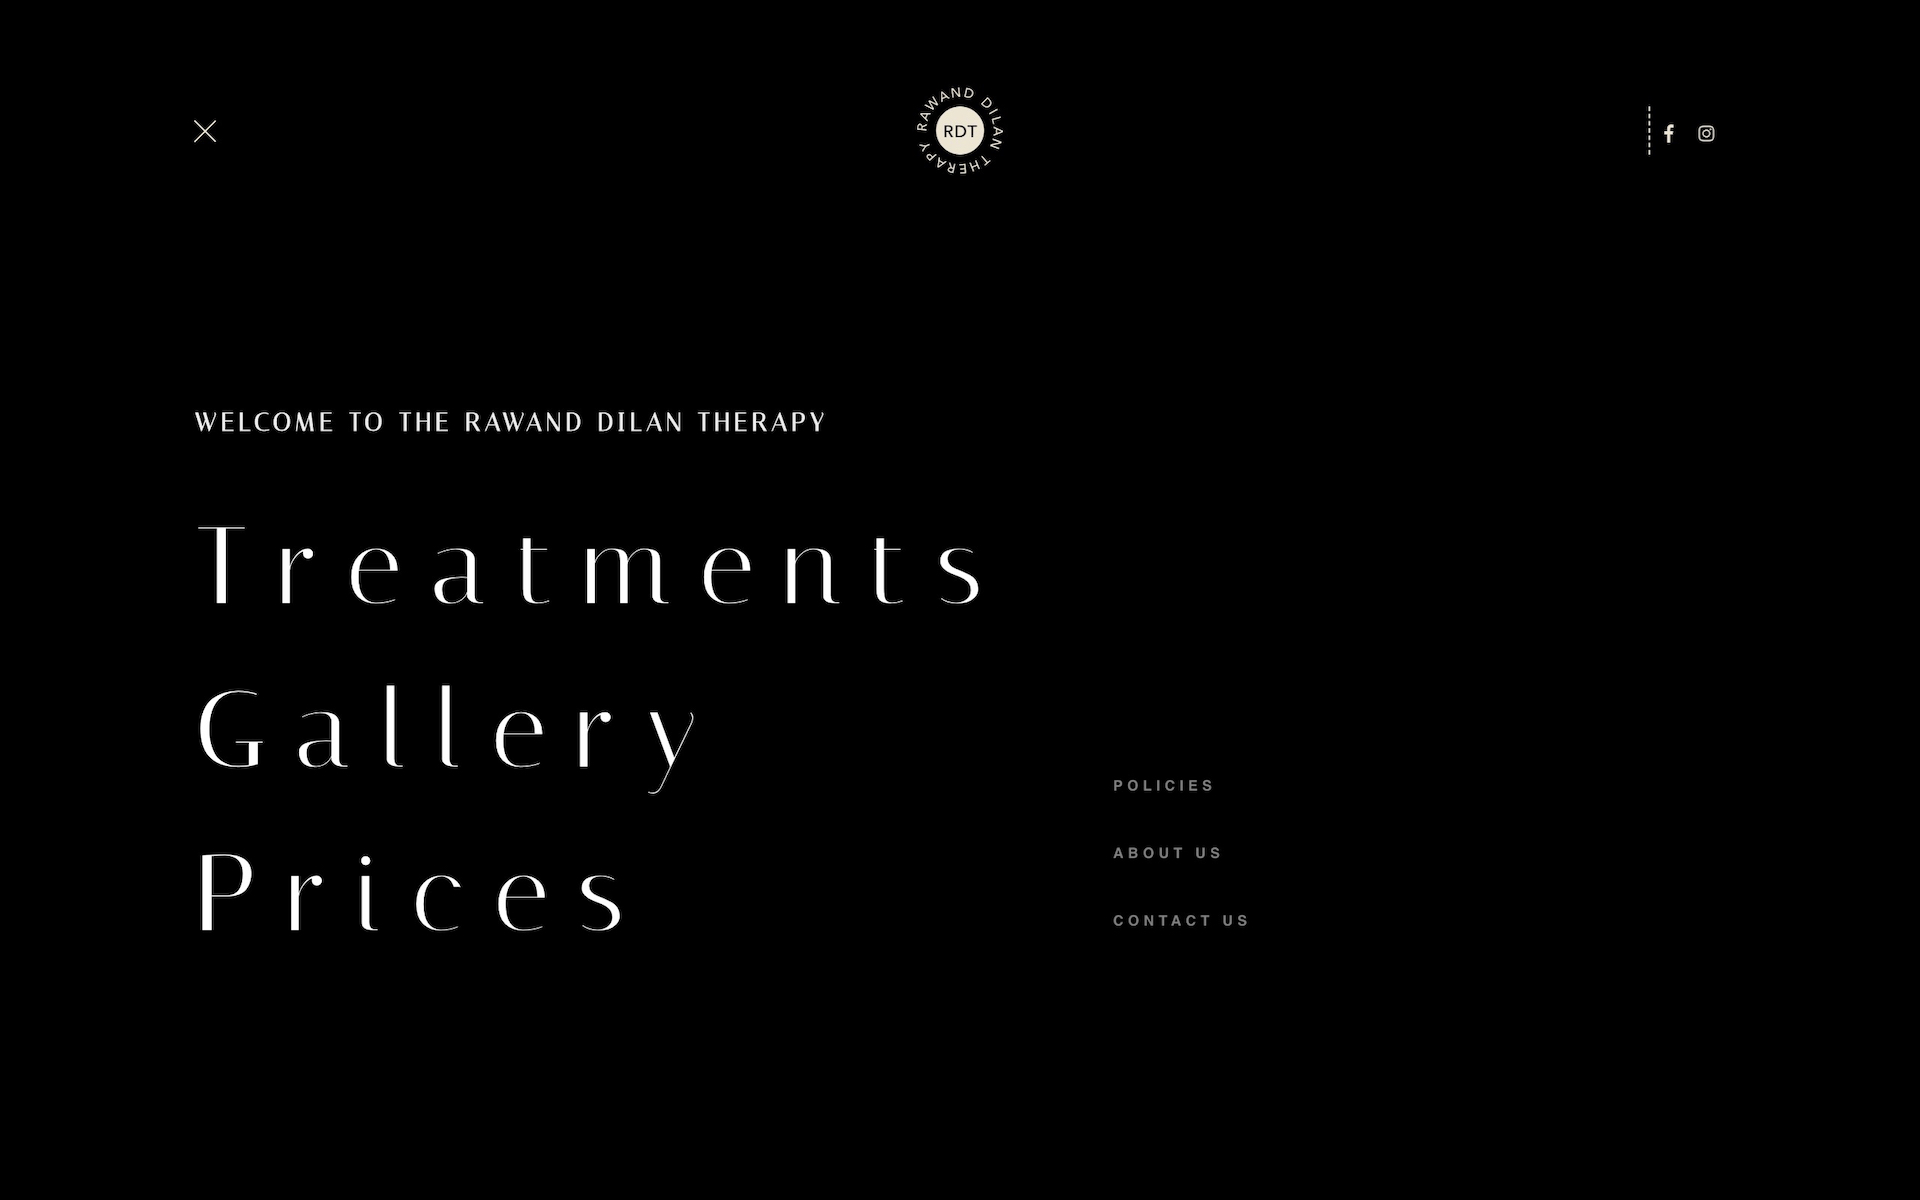 RAWAND DILAN THERAPY
RDT
WELCOME TO THE RAWAND DILAN THERAPY
Treatments
Gallery
Prices
POLICIES
ABOUT US
CONTACT US